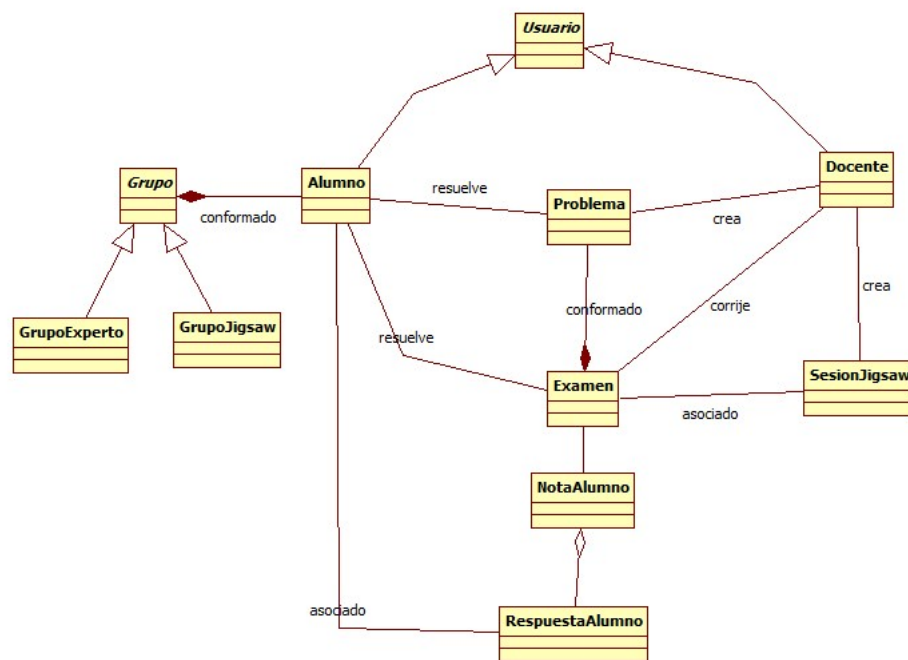 Usuario
Docente
Grupo
Alumno
resuelve
Problema
crea
conformado
crea
conformado
corrije
GrupoExperto
GrupoJigsaw
resuelve
Examen
SesionJigsaw
asociado
NotaAlumno
asociado
RespuestaAlumno